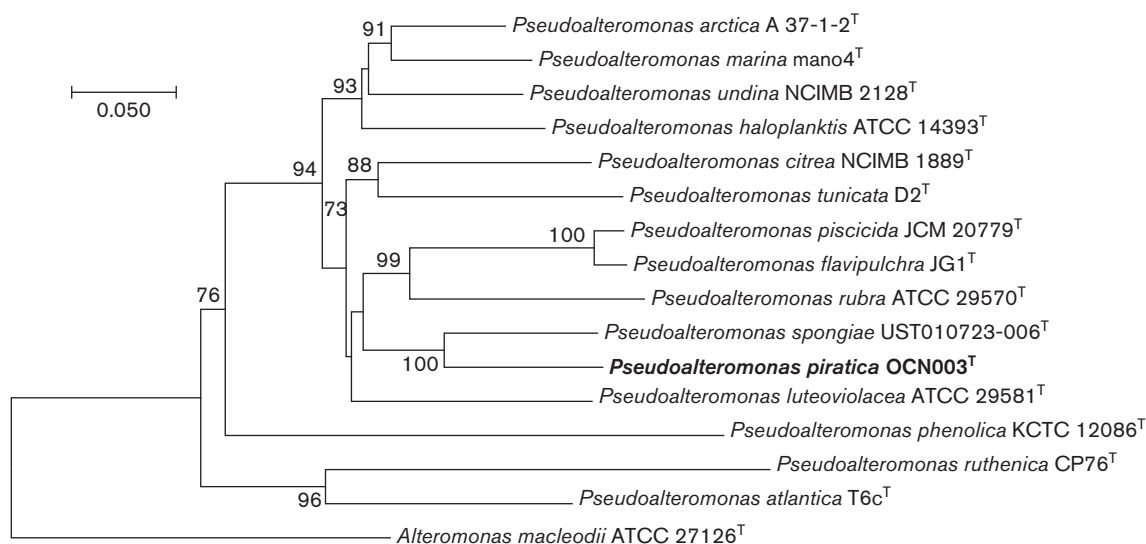 91
Pseudoalteromonas arctica A 37-1-2ᵀ
Pseudoalteromonas marina mano4ᵀ
93
Pseudoalteromonas undina NCIMB 2128ᵀ
0.050
Pseudoalteromonas haloplanktis ATCC 14393ᵀ
94
88
Pseudoalteromonas citrea NCIMB 1889ᵀ
73
Pseudoalteromonas tunicata D2ᵀ
100
Pseudoalteromonas piscicida JCM 20779ᵀ
99
Pseudoalteromonas flavipulchra JG1ᵀ
76
Pseudoalteromonas rubra ATCC 29570ᵀ
Pseudoalteromonas spongiae UST010723-006ᵀ
100
Pseudoalteromonas piratica OCN003ᵀ
Pseudoalteromonas luteoviolacea ATCC 29581ᵀ
Pseudoalteromonas phenolica KCTC 12086ᵀ
Pseudoalteromonas ruthenica CP76ᵀ
96
Pseudoalteromonas atlantica T6cᵀ
Alteromonas macleodii ATCC 27126ᵀ